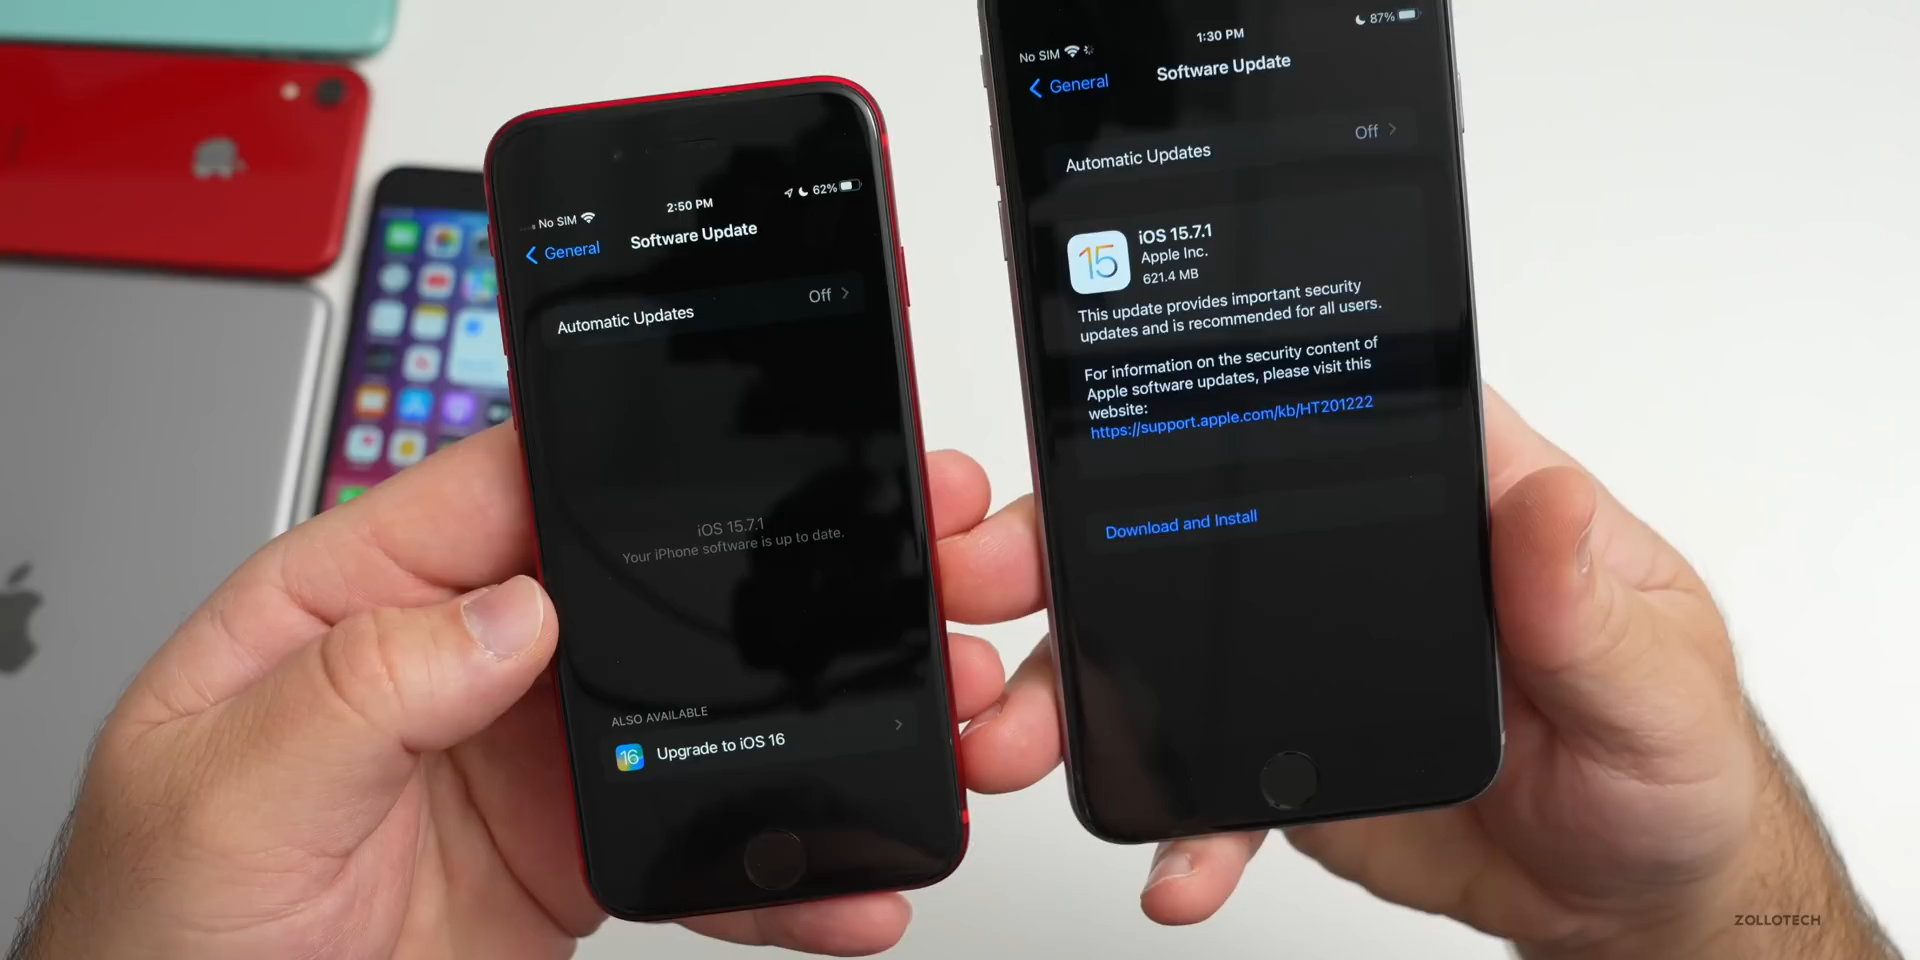 No SIM
2:50 PM
62%
General
Software Update
Automatic Updates
Off
iOS 15.7.1
Your iPhone software is up to date.
ALSO AVAILABLE
16
Upgrade to iOS 16
No SIM
1:30 PM
87%
General
Software Update
Automatic Updates
Off
15
iOS 15.7.1
Apple Inc.
621.4 MB
This update provides important security
updates and is recommended for all users.
For information on the security content of
Apple software updates, please visit this
website:
https://support.apple.com/kb/HT201222
Download and Install
ZOLLOTECH